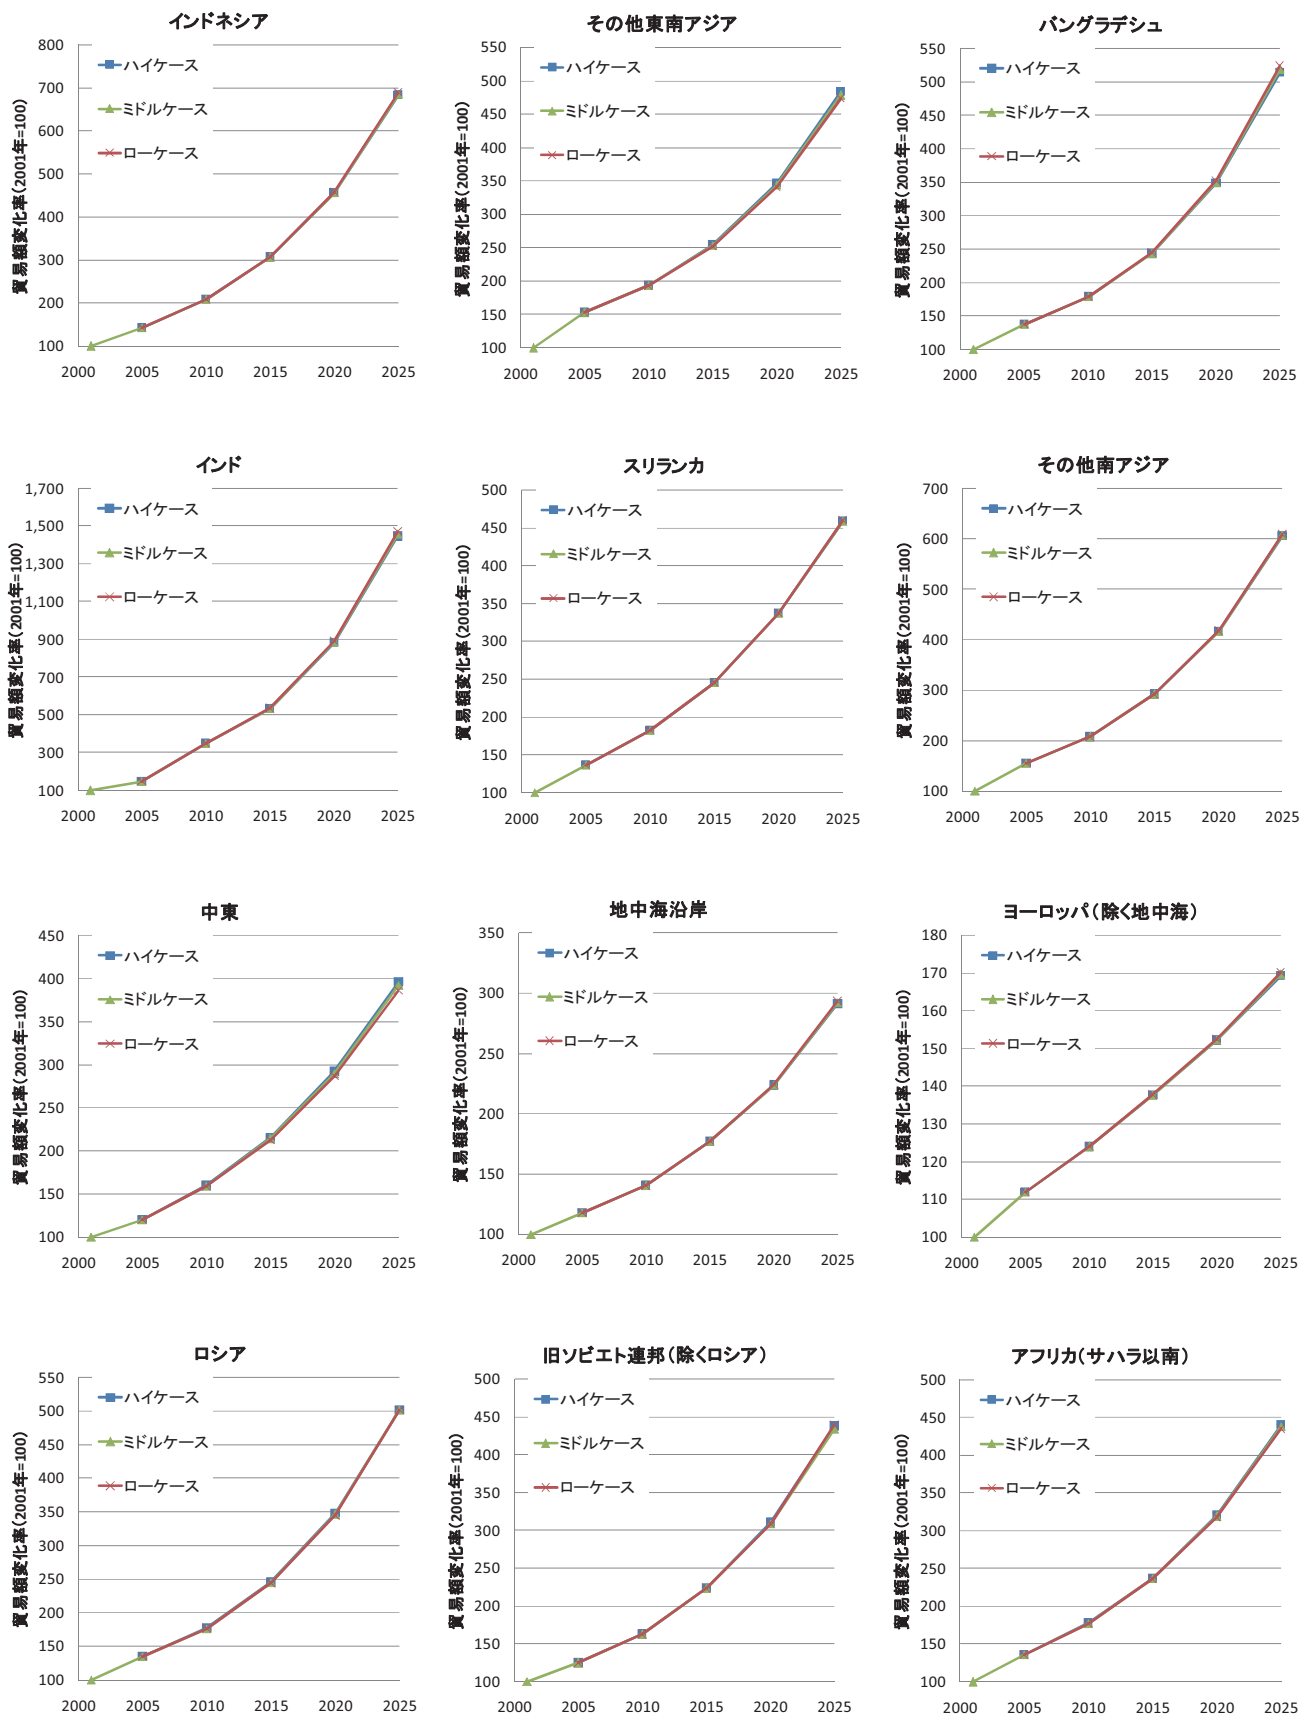 インドネシア
貿易額変化率(2001年=100)
800
700
600
500
400
300
200
100
ハイケース
ミドルケース
ローケース
2000 2005 2010 2015 2020 2025
その他東南アジア
貿易額変化率(2001年=100)
550
500
450
400
350
300
250
200
150
100
ハイケース
ミドルケース
ローケース
2000 2005 2010 2015 2020 2025
バングラデシュ
貿易額変化率(2001年=100)
550
500
450
400
350
300
250
200
150
100
ハイケース
ミドルケース
ローケース
2000 2005 2010 2015 2020 2025
インド
貿易額変化率(2001年=100)
1,700
1,500
1,300
1,100
900
700
500
300
100
ハイケース
ミドルケース
ローケース
2000 2005 2010 2015 2020 2025
スリランカ
貿易額変化率(2001年=100)
500
450
400
350
300
250
200
150
100
ハイケース
ミドルケース
ローケース
2000 2005 2010 2015 2020 2025
その他南アジア
貿易額変化率(2001年=100)
700
600
500
400
300
200
100
ハイケース
ミドルケース
ローケース
2000 2005 2010 2015 2020 2025
中東
貿易額変化率(2001年=100)
450
400
350
300
250
200
150
100
ハイケース
ミドルケース
ローケース
2000 2005 2010 2015 2020 2025
地中海沿岸
貿易額変化率(2001年=100)
350
300
250
200
150
100
ハイケース
ミドルケース
ローケース
2000 2005 2010 2015 2020 2025
ヨーロッパ(除く地中海)
貿易額変化率(2001年=100)
180
170
160
150
140
130
120
110
100
ハイケース
ミドルケース
ローケース
2000 2005 2010 2015 2020 2025
ロシア
貿易額変化率(2001年=100)
550
500
450
400
350
300
250
200
150
100
ハイケース
ミドルケース
ローケース
2000 2005 2010 2015 2020 2025
旧ソビエト連邦(除くロシア)
貿易額変化率(2001年=100)
500
450
400
350
300
250
200
150
100
ハイケース
ミドルケース
ローケース
2000 2005 2010 2015 2020 2025
アフリカ(サハラ以南)
貿易額変化率(2001年=100)
500
450
400
350
300
250
200
150
100
ハイケース
ミドルケース
ローケース
2000 2005 2010 2015 2020 2025